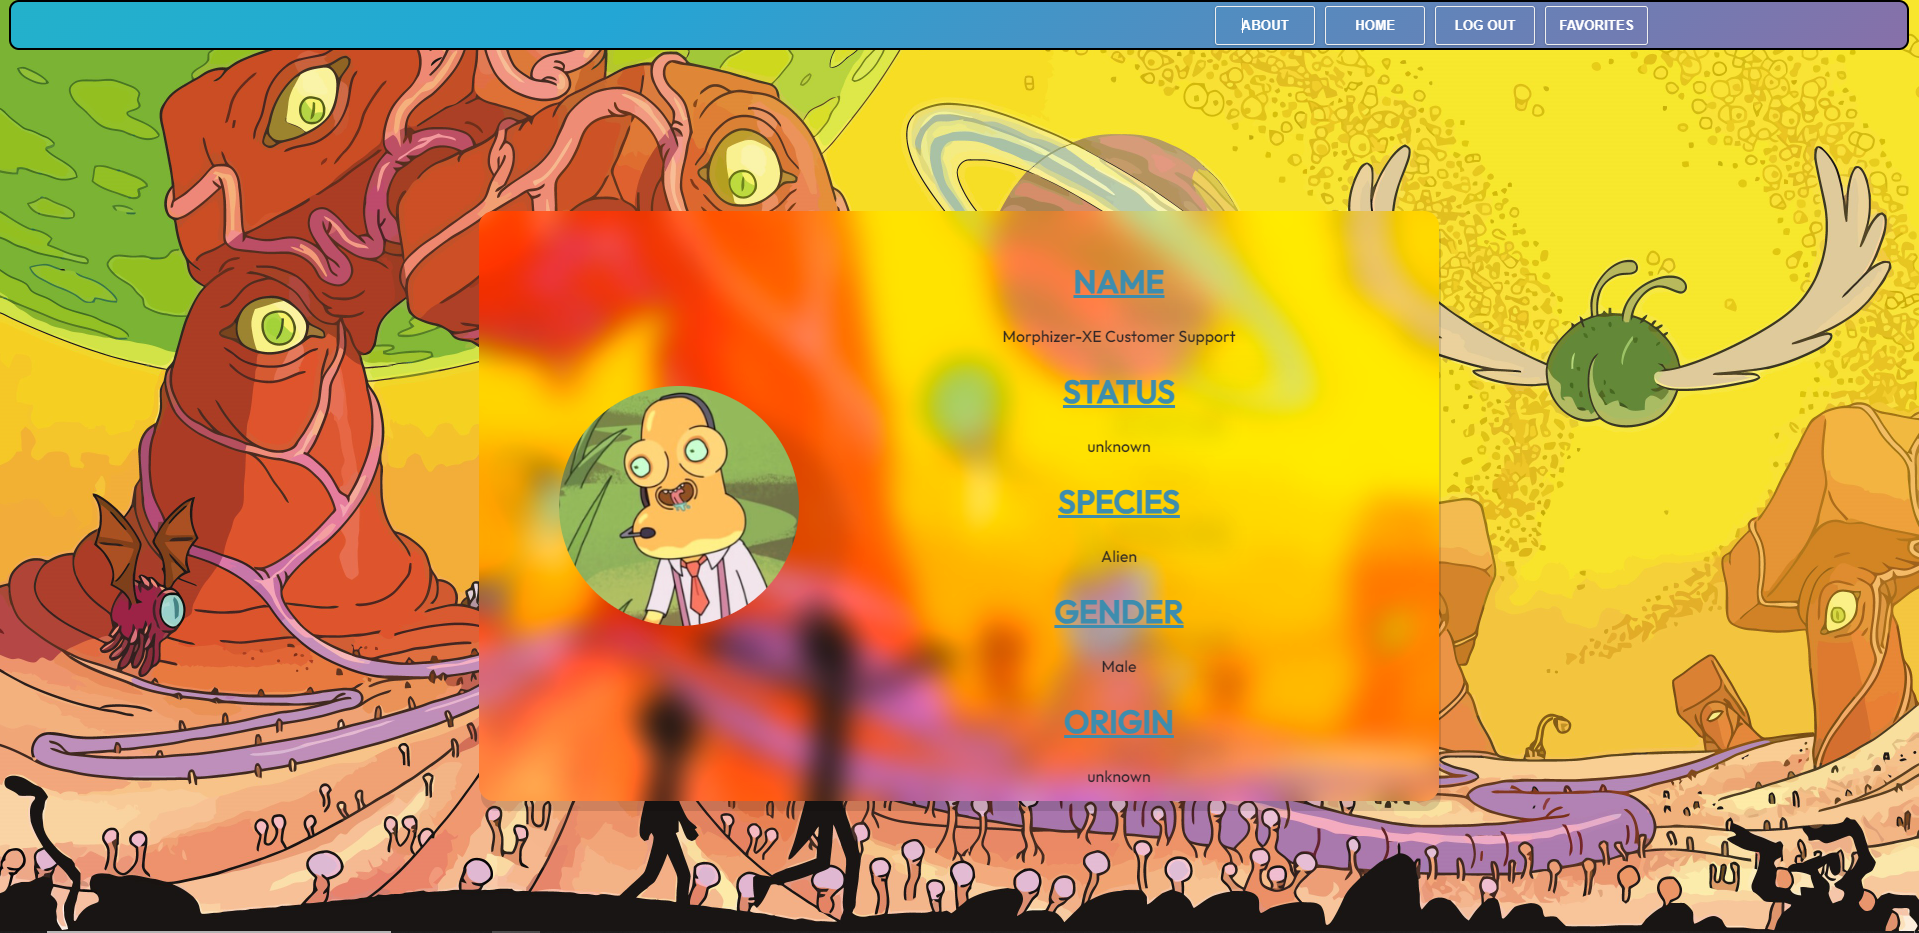 ABOUT
HOME
LOG OUT
FAVORITES
NAME
Morphizer-XE Customer Support
STATUS
unknown
SPECIES
Alien
GENDER
Male
ORIGIN
unknown